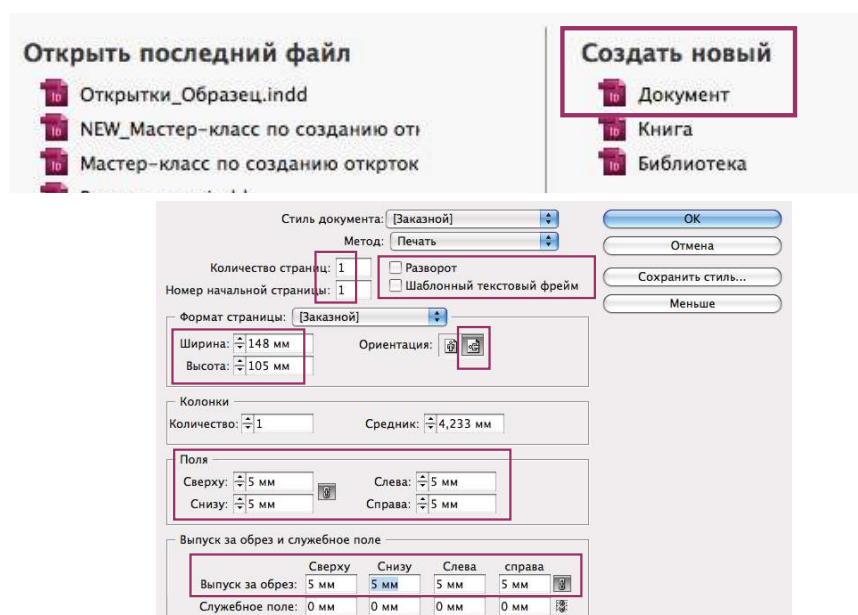 Открыть последний файл
Создать новый
Открытки_Образец.indd
Документ
NEW_Мастер-класс по созданию отк
Книга
Мастер-класс по созданию открток
Библиотека
Стиль документа: [Заказной]
OK
Метод: Печать
Отмена
Количество страниц: 1
Разворот
Сохранить стиль...
Номер начальной страницы: 1
Шаблонный текстовый фрейм
Меньше
Формат страницы: [Заказной]
Ширина: 148 мм
Ориентация:
Высота: 105 мм
Колонки
Количество: 1
Средник: 4,233 мм
Поля
Сверху: 5 мм
Слева: 5 мм
Снизу: 5 мм
Справа: 5 мм
Выпуск за обрез и служебное поле
Сверху Снизу Слева справа
Выпуск за обрез: 5 мм 5 мм 5 мм 5 мм
Служебное поле: 0 мм 0 мм 0 мм 0 мм